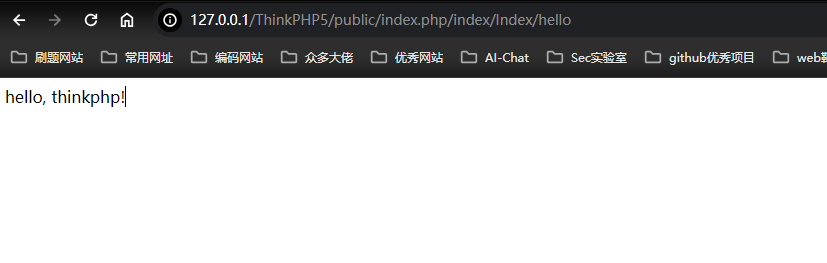 127.0.0.1/ThinkPHP5/public/index.php/index/Index/hello
刷题网站 常用网址 编码网站 众多大佬 优秀网站 AI-Chat Sec实验室 github优秀项目
hello, thinkphp!